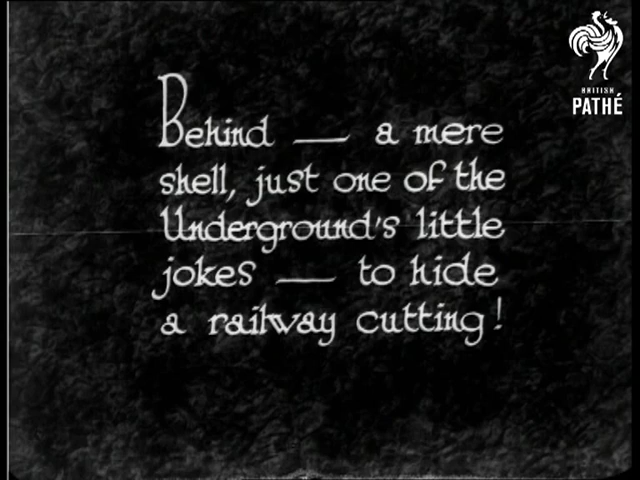 BRITISH
PATHÉ
Behind — a mere
shell, just one of the
Underground's little
jokes — to hide
a railway cutting!